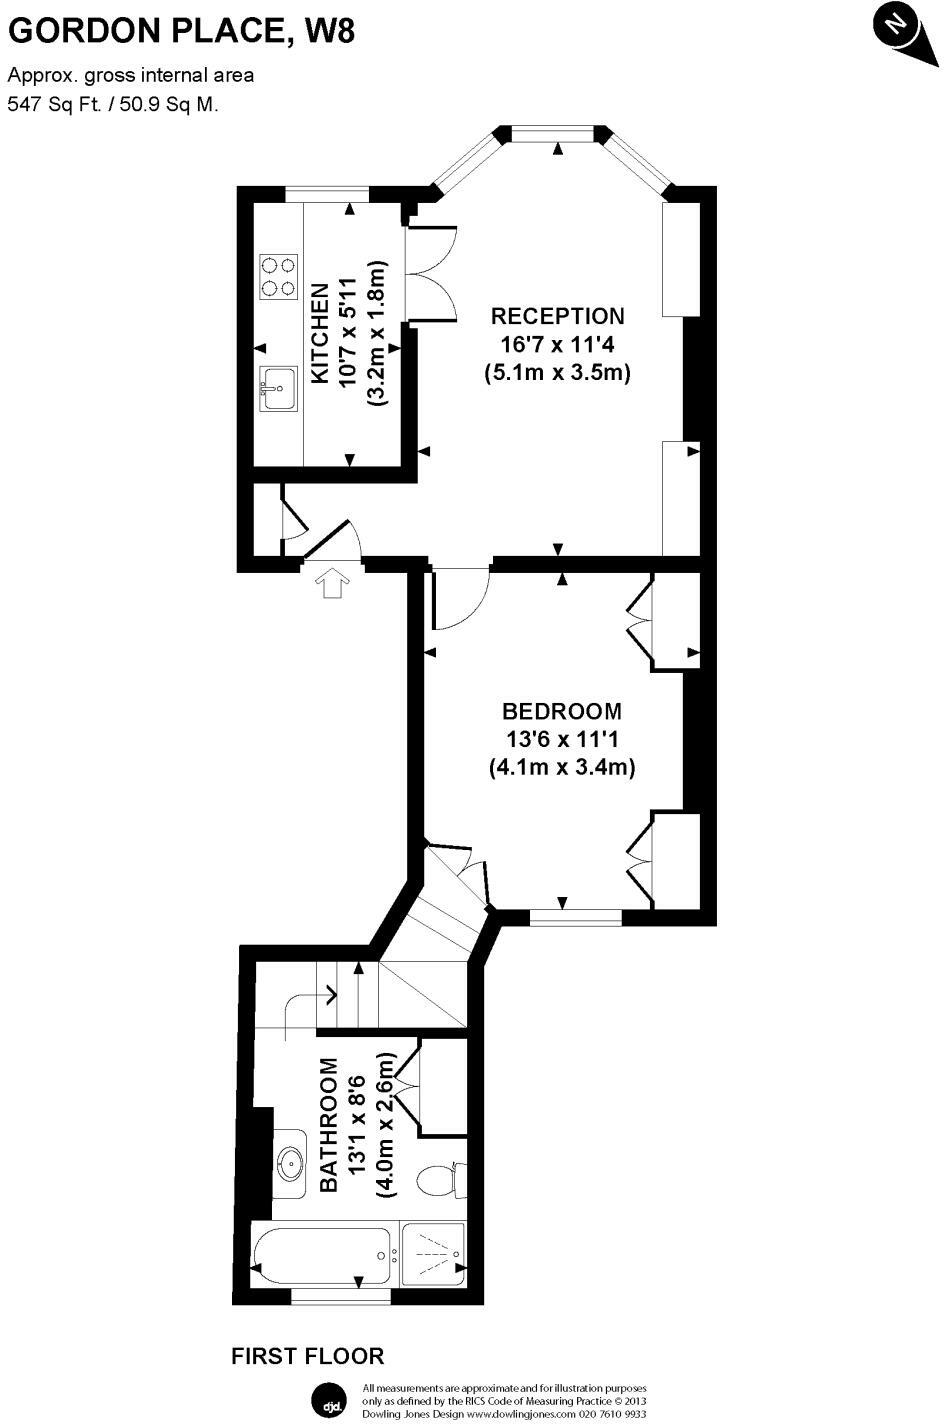 GORDON PLACE, W8
Approx. gross internal area
547 Sq Ft. / 50.9 Sq M.
N
KITCHEN
10'7 x 5'11
(3.2m x 1.8m)
RECEPTION
16'7 x 11'4
(5.1m x 3.5m)
BEDROOM
13'6 x 11'1
(4.1m x 3.4m)
BATHROOM
13'1 x 8'6
(4.0m x 2.6m)
FIRST FLOOR
djd.
All measurements are approximate and for illustration purposes
only as defined by the RICS Code of Measuring Practice © 2013
Dowling Jones Design www.dowlingjones.com 020 7610 9933